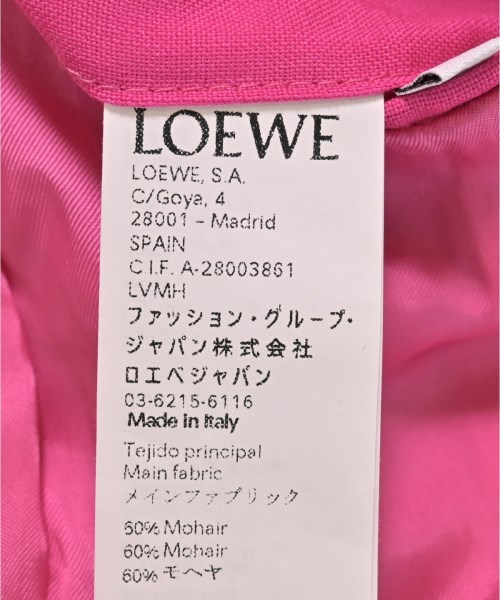 LOEWE
LOEWE, S.A.
C/Goya, 4
28001 – Madrid
SPAIN
C.I.F. A-28003861
LVMH
ファッション・グループ・
ジャパン株式会社
ロエベジャパン
03-6215-6116
Made in Italy
Tejido principal
Main fabric
メインファブリック
60% Mohair
60% Mohair
60% モヘヤ